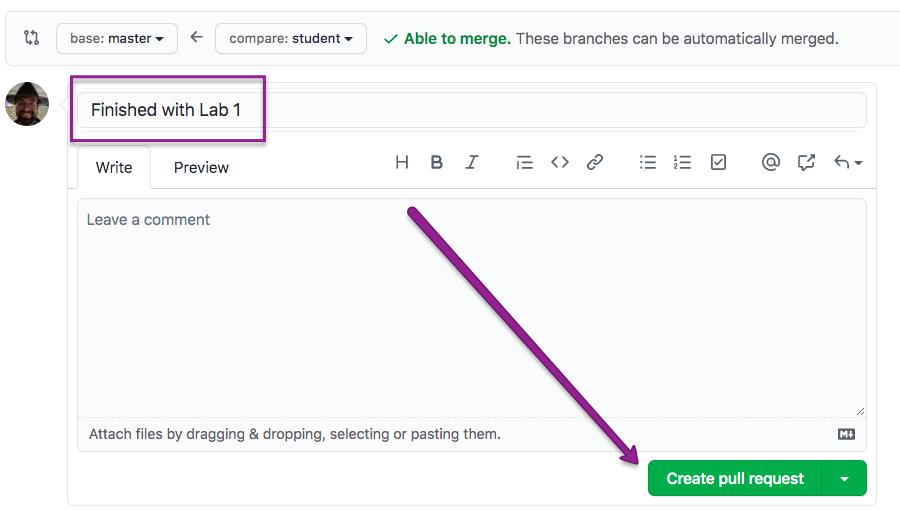 base: master compare: student Able to merge. These branches can be automatically merged.
Finished with Lab 1
Write Preview H B I @
Leave a comment
Attach files by dragging & dropping, selecting or pasting them.
Create pull request